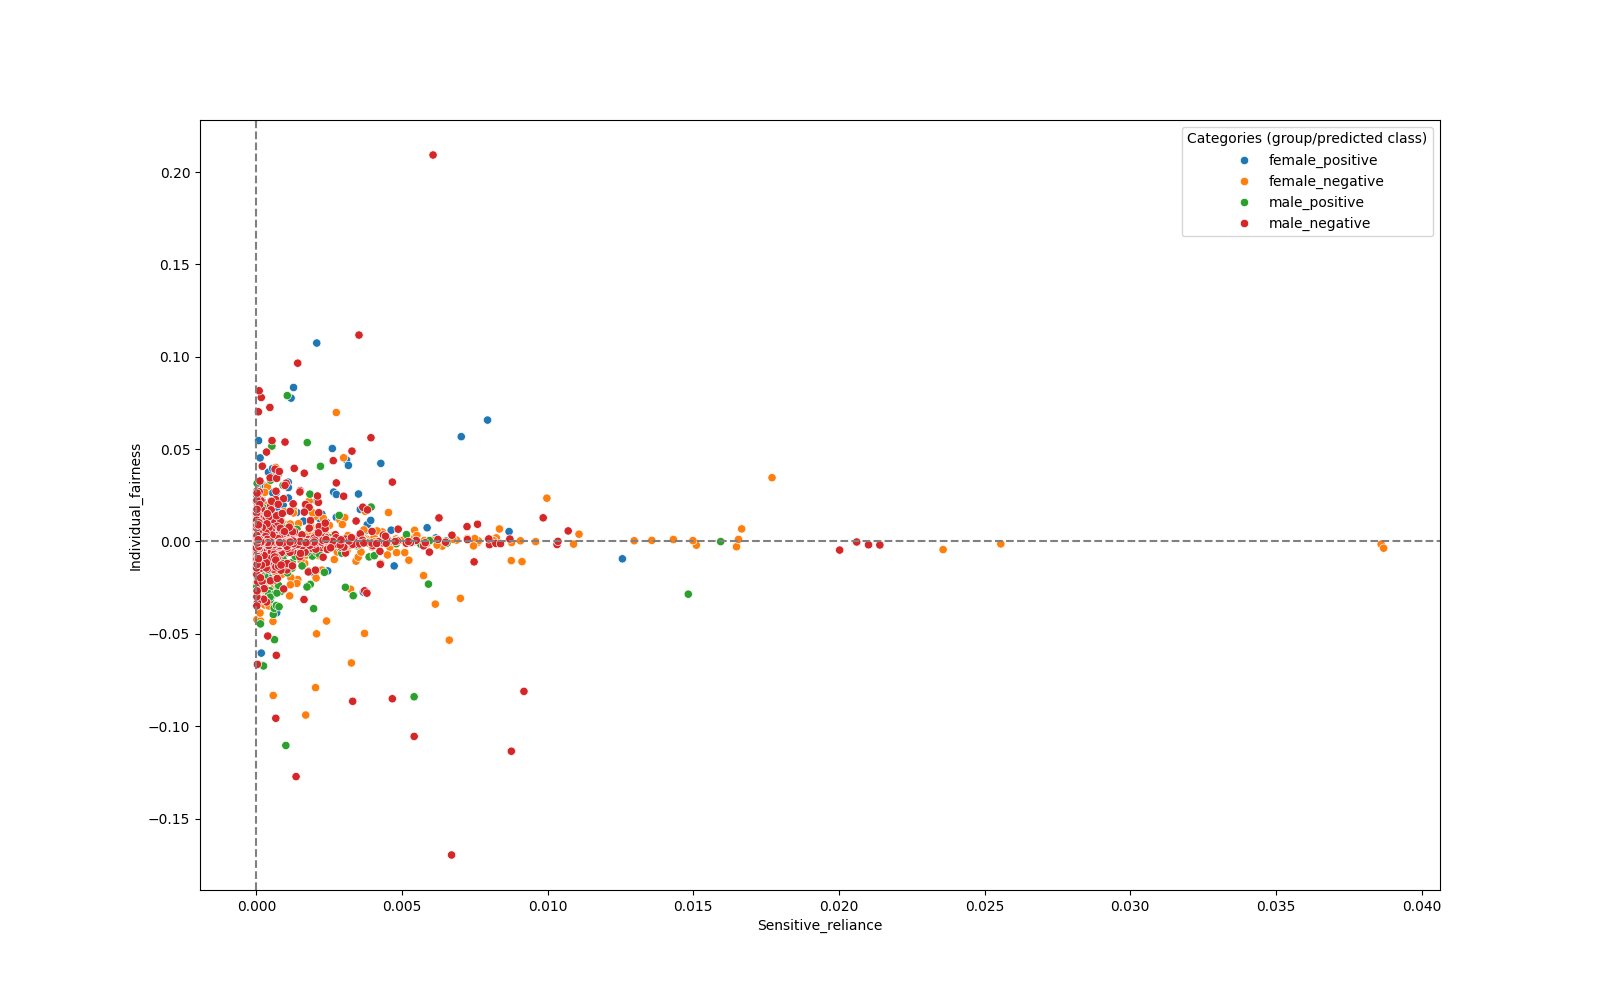 Categories (group/predicted class)
female_positive
female_negative
male_positive
male_negative
0.20
0.15
0.10
0.05
0.00
−0.05
−0.10
−0.15
Individual_fairness
0.000 0.005 0.010 0.015 0.020 0.025 0.030 0.035 0.040
Sensitive_reliance